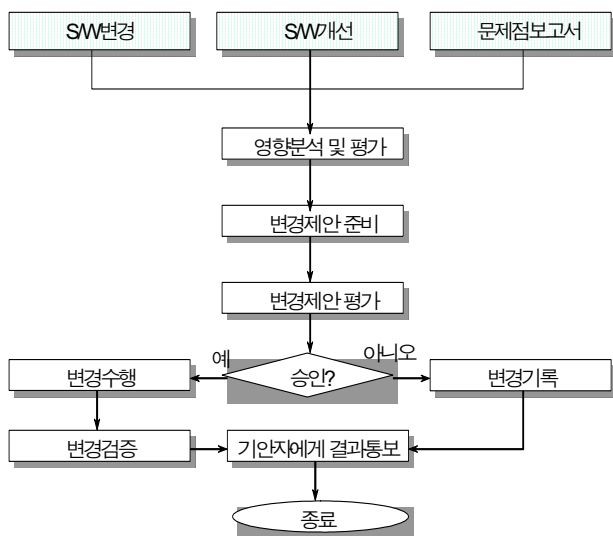 S/W변경
S/W개선
문제점보고서
영향분석 및 평가
변경제안 준비
변경제안 평가
예
아니오
승인?
변경수행
변경기록
변경검증
기안자에게 결과통보
종료